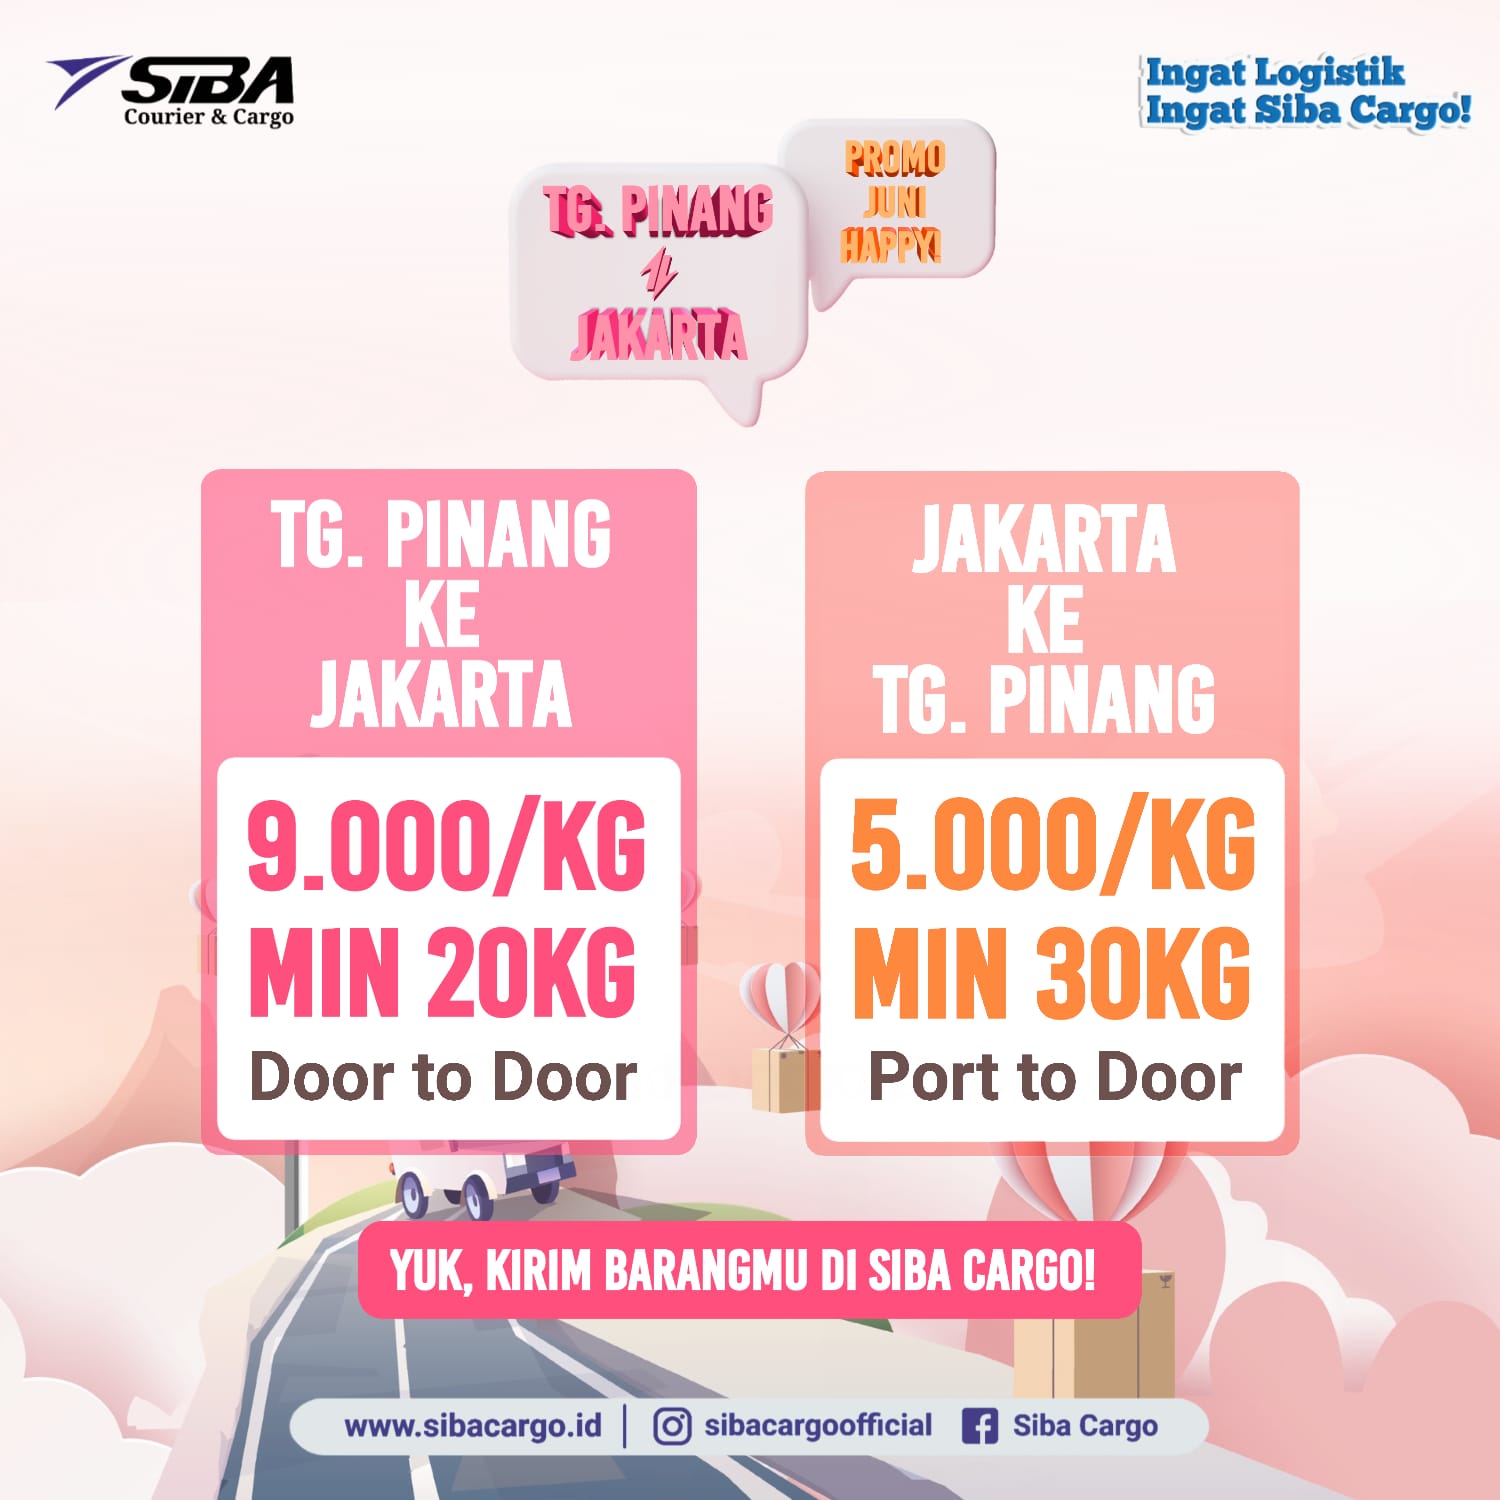 SIBA
Courier & Cargo
Ingat Logistik
Ingat Siba Cargo!
TG. PINANG
JAKARTA
PROMO
JUNI
HAPPY!
TG. PINANG
KE
JAKARTA
9.000/KG
MIN 20KG
Door to Door
JAKARTA
KE
TG. PINANG
5.000/KG
MIN 30KG
Port to Door
YUK, KIRIM BARANGMU DI SIBA CARGO!
www.sibacargo.id | sibacargoofficial Siba Cargo